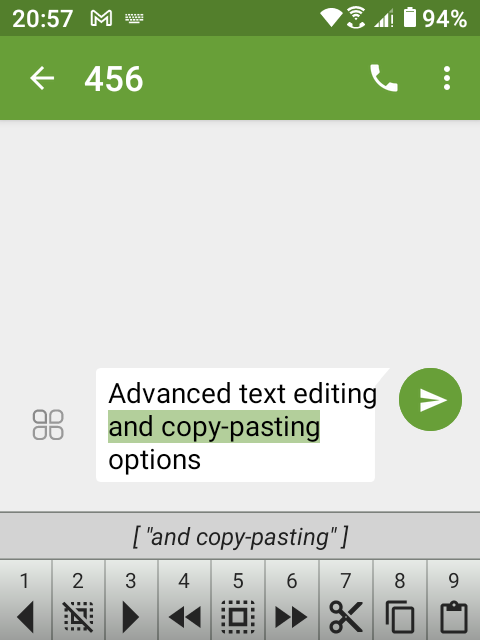 20:57 94%
456
Advanced text editing
and copy-pasting
options
[ "and copy-pasting" ]
1 2 3 4 5 6 7 8 9